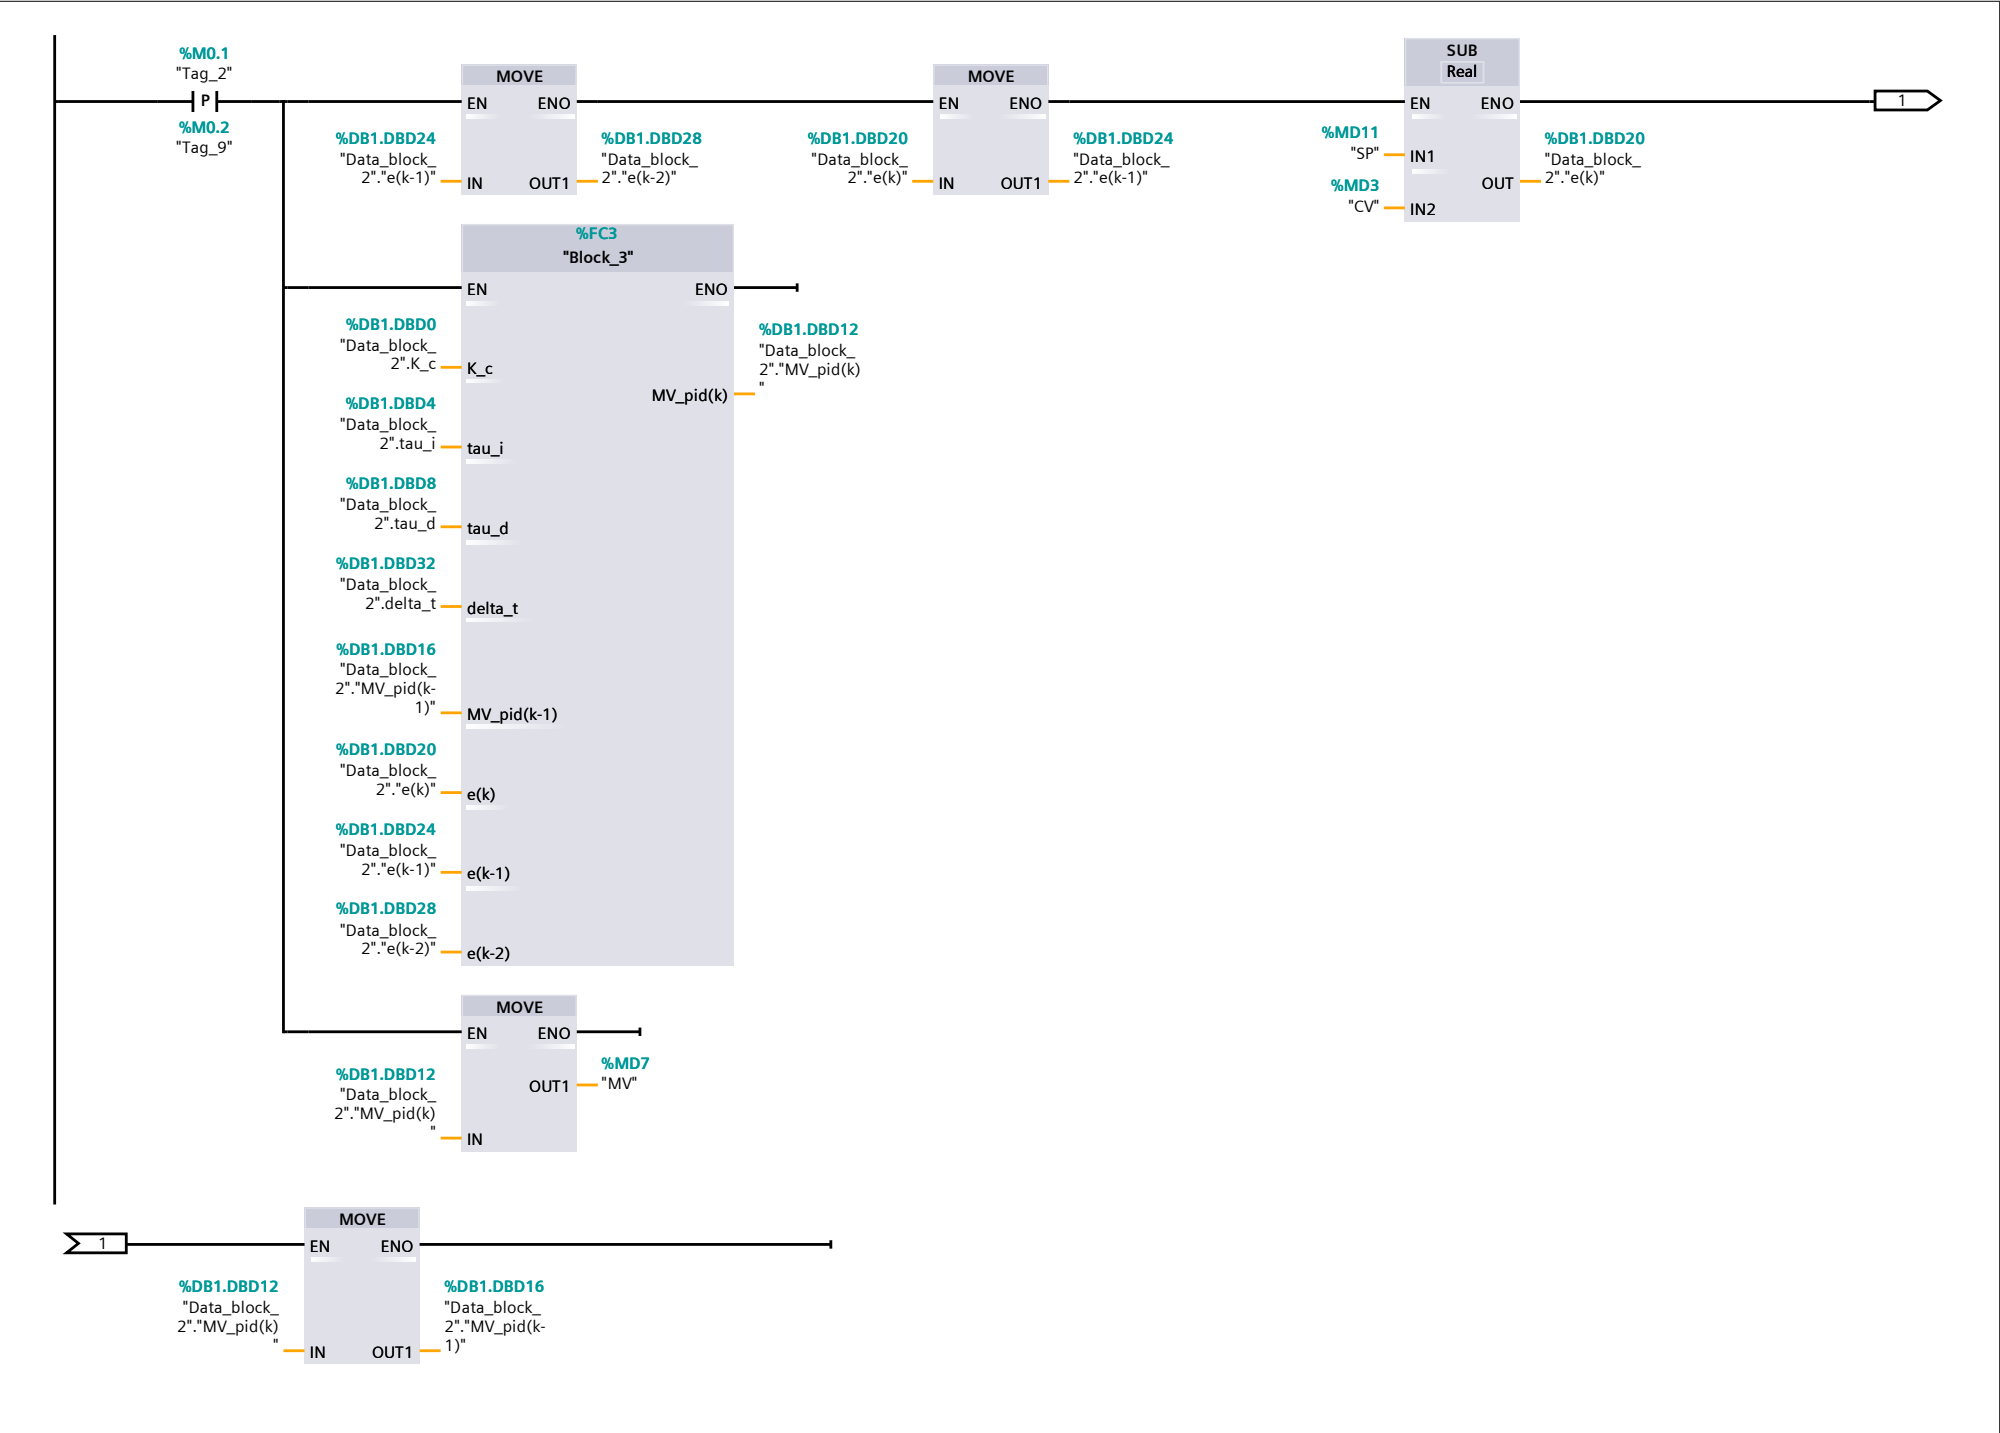 %M0.1
"Tag_2"
P
%M0.2
"Tag_9"
MOVE
EN ENO
%DB1.DBD24
"Data_block_
2"."e(k-1)"
IN OUT1
%DB1.DBD28
"Data_block_
2"."e(k-2)"
MOVE
EN ENO
%DB1.DBD20
"Data_block_
2"."e(k)"
IN OUT1
%DB1.DBD24
"Data_block_
2"."e(k-1)"
SUB
Real
EN ENO
%MD11
"SP"
IN1
%MD3
"CV"
IN2
OUT
%DB1.DBD20
"Data_block_
2"."e(k)"
1
%FC3
"Block_3"
EN ENO
%DB1.DBD0
"Data_block_
2".K_c
K_c
%DB1.DBD12
"Data_block_
2"."MV_pid(k)
"
MV_pid(k)
%DB1.DBD4
"Data_block_
2".tau_i
tau_i
%DB1.DBD8
"Data_block_
2".tau_d
tau_d
%DB1.DBD32
"Data_block_
2".delta_t
delta_t
%DB1.DBD16
"Data_block_
2"."MV_pid(k-
1)"
MV_pid(k-1)
%DB1.DBD20
"Data_block_
2"."e(k)"
e(k)
%DB1.DBD24
"Data_block_
2"."e(k-1)"
e(k-1)
%DB1.DBD28
"Data_block_
2"."e(k-2)"
e(k-2)
MOVE
EN ENO
%DB1.DBD12
"Data_block_
2"."MV_pid(k)
"
IN
OUT1
%MD7
"MV"
1
MOVE
EN ENO
%DB1.DBD12
"Data_block_
2"."MV_pid(k)
"
IN OUT1
%DB1.DBD16
"Data_block_
2"."MV_pid(k-
1)"